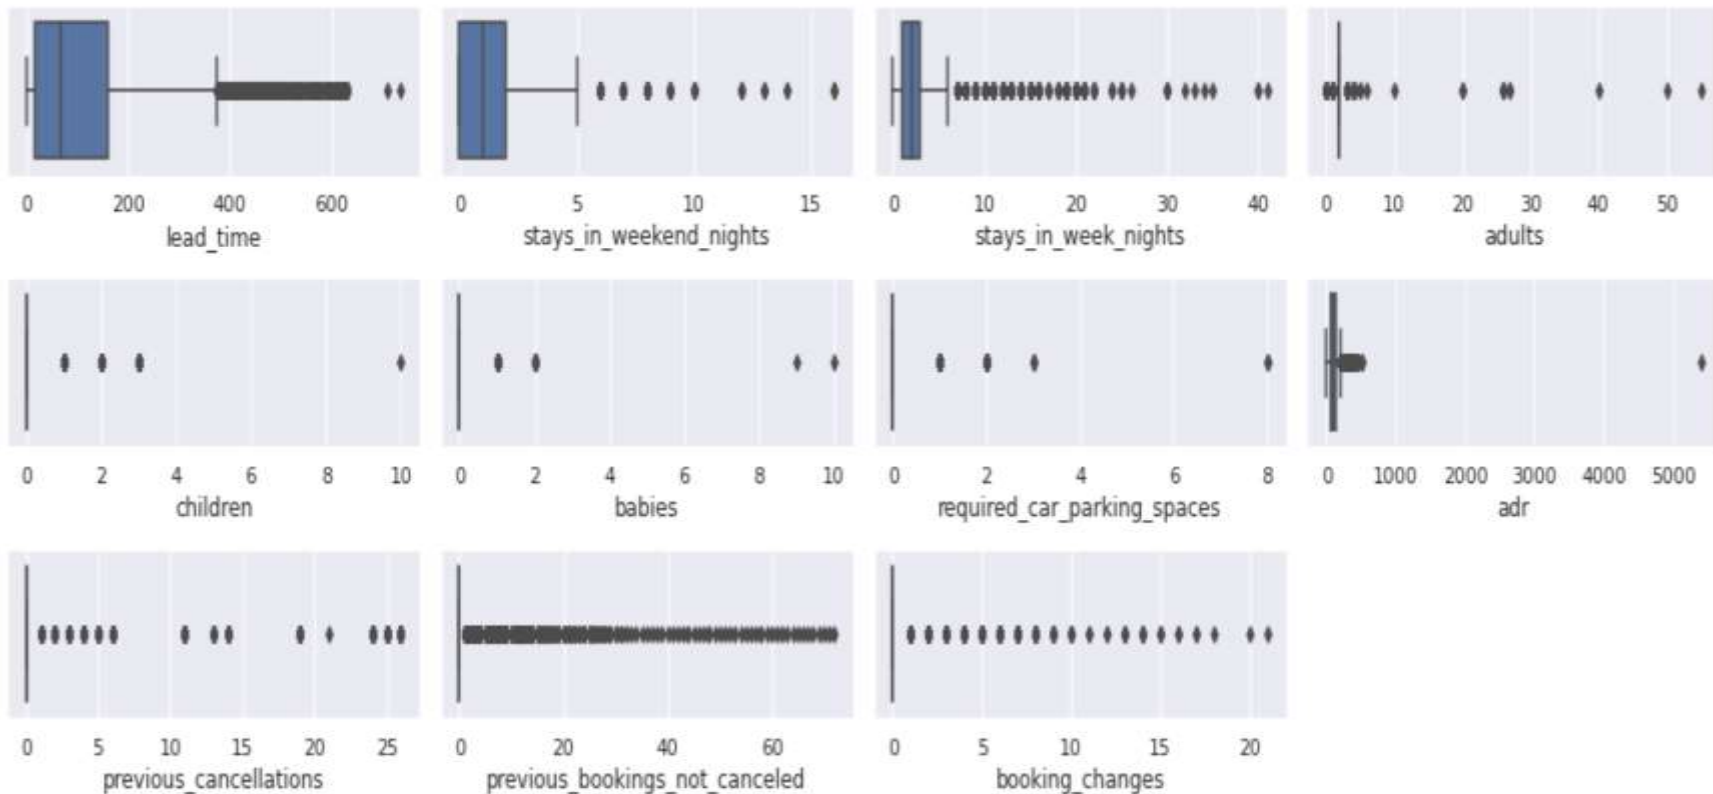 0 200 400 600
lead_time
0 5 10 15
stays_in_weekend_nights
0 10 20 30 40
stays_in_week_nights
0 10 20 30 40 50
adults
0 2 4 6 8 10
children
0 2 4 6 8 10
babies
0 2 4 6 8
required_car_parking_spaces
0 1000 2000 3000 4000 5000
adr
0 5 10 15 20 25
previous_cancellations
0 20 40 60
previous_bookings_not_canceled
0 5 10 15 20
booking_changes